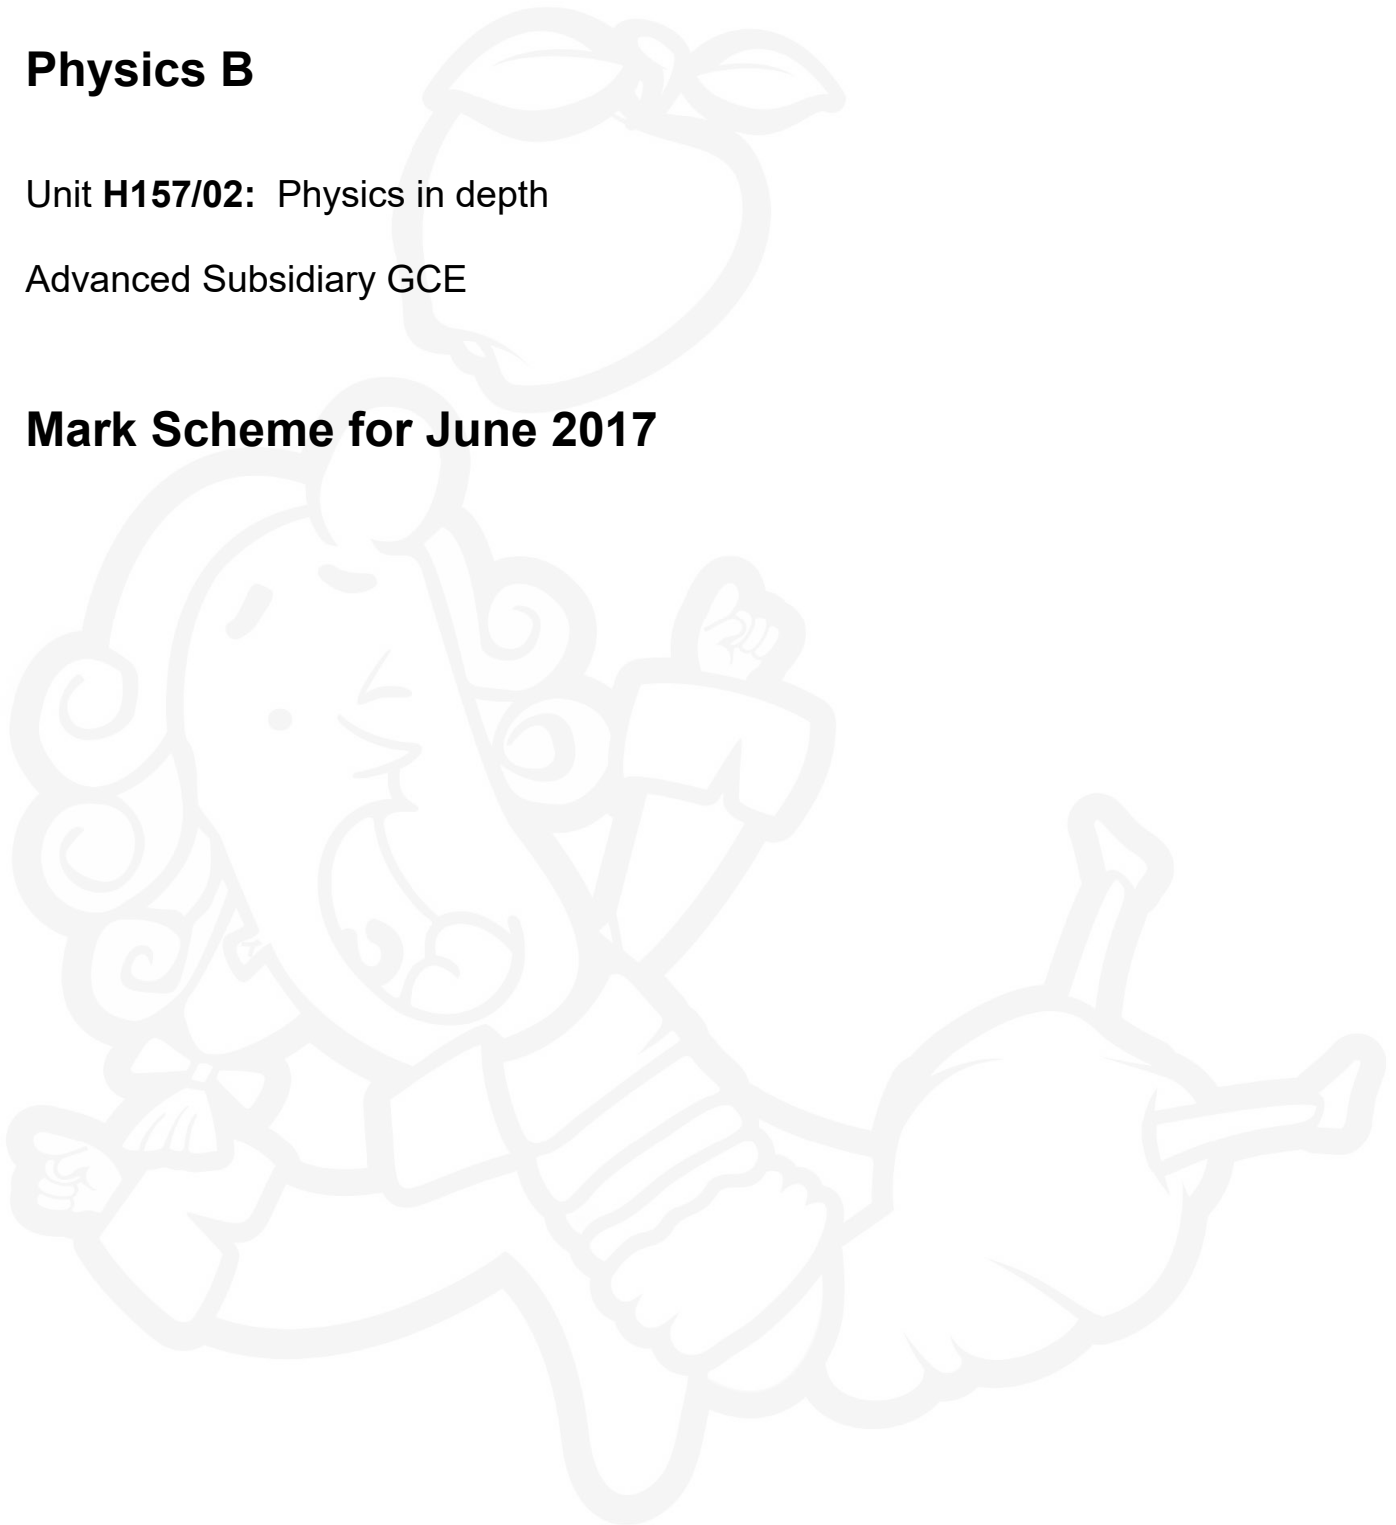 Physics B
Unit H157/02: Physics in depth
Advanced Subsidiary GCE
Mark Scheme for June 2017